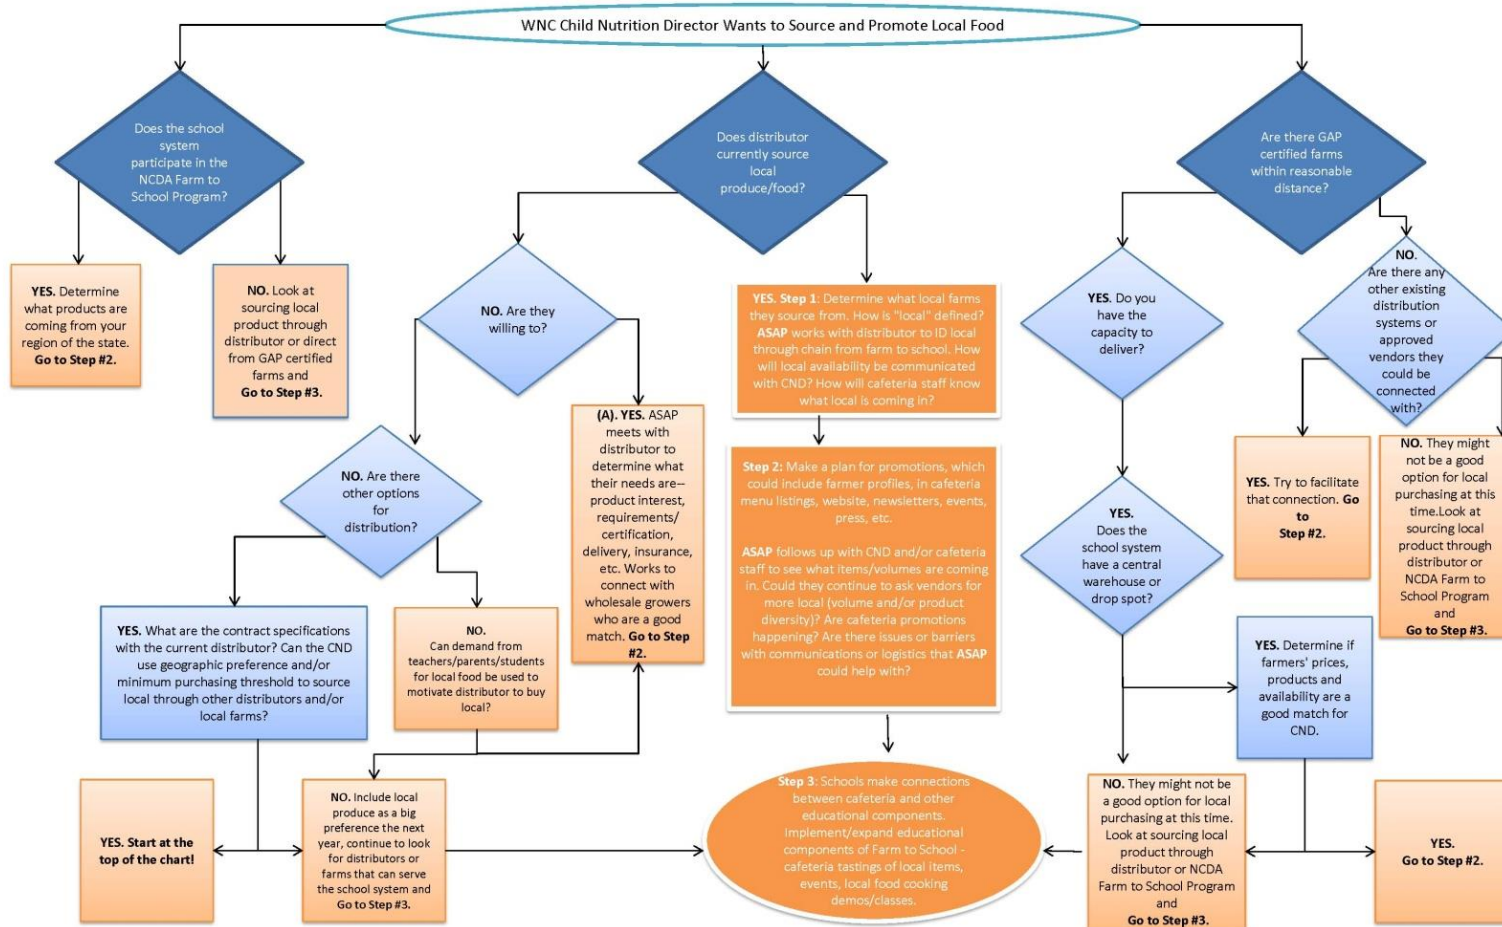 WNC Child Nutrition Director Wants to Source and Promote Local Food
Does the school
system
participate in the
NCDA Farm to
School Program?
Does distributor
currently source
local
produce/food?
Are there GAP
certified farms
within reasonable
distance?
YES. Determine
what products are
coming from your
region of the state.
Go to Step #2.
NO. Look at
sourcing local
product through
distributor or direct
from GAP certified
farms and
Go to Step #3.
NO. Are they
willing to?
YES. Step 1: Determine what local farms
they source from. How is "local" defined?
ASAP works with distributor to ID local
through chain from farm to school. How
will local availability be communicated
with CND? How will cafeteria staff know
what local is coming in?
YES. Do you
have the
capacity to
deliver?
NO.
Are there any
other existing
distribution
systems or
approved
vendors they
could be
connected
with?
NO. Are there
other options
for
distribution?
(A). YES. ASAP
meets with
distributor to
determine what
their needs are--
product interest,
requirements/
certification,
delivery, insurance,
etc. Works to
connect with
wholesale growers
who are a good
match. Go to Step
#2.
Step 2: Make a plan for promotions, which
could include farmer profiles, in cafeteria
menu listings, website, newsletters, events,
press, etc.
ASAP follows up with CND and/or cafeteria
staff to see what items/volumes are coming
in. Could they continue to ask vendors for
more local (volume and/or product
diversity)? Are cafeteria promotions
happening? Are there issues or barriers
with communications or logistics that ASAP
could help with?
YES.
Does the
school system
have a central
warehouse or
drop spot?
YES. Try to facilitate
that connection. Go
to
Step #2.
NO. They might
not be a good
option for local
purchasing at this
time.Look at
sourcing local
product through
distributor or
NCDA Farm to
School Program
and
Go to Step #3.
YES. What are the contract specifications
with the current distributor? Can the CND
use geographic preference and/or
minimum purchasing threshold to source
local through other distributors and/or
local farms?
NO.
Can demand from
teachers/parents/students
for local food be used to
motivate distributor to buy
local?
YES. Determine if
farmers' prices,
products and
availability are a
good match for
CND.
YES. Start at the
top of the chart!
NO. Include local
produce as a big
preference the next
year, continue to look
for distributors or
farms that can serve
the school system and
Go to Step #3.
Step 3: Schools make connections
between cafeteria and other
educational components.
Implement/expand educational
components of Farm to School -
cafeteria tastings of local items,
events, local food cooking
demos/classes.
NO. They might not be
a good option for local
purchasing at this time.
Look at sourcing local
product through
distributor or NCDA
Farm to School Program
and
Go to Step #3.
YES.
Go to Step #2.